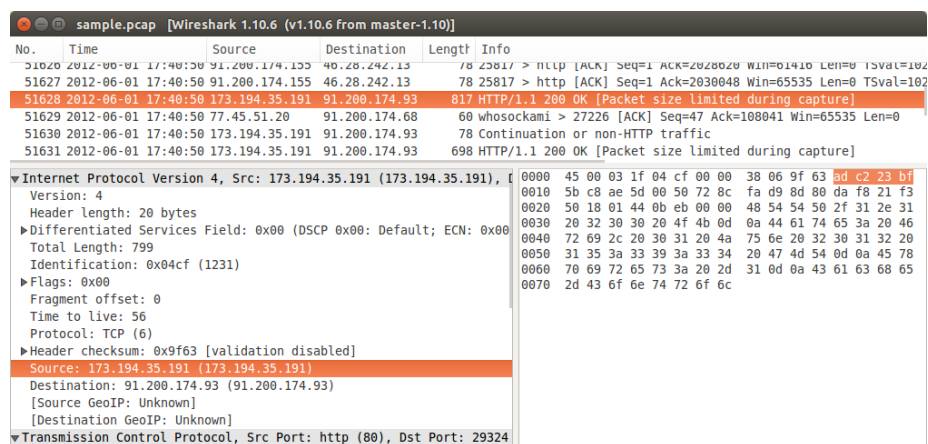 sample.pcap [Wireshark 1.10.6 (v1.10.6 from master-1.10)]
No. Time Source Destination Length Info
51626 2012-06-01 17:40:50 91.200.174.155 46.28.242.13 78 25817 > http [ACK] Seq=1 Ack=2028620 Win=61416 Len=0 TSval=102
51627 2012-06-01 17:40:50 91.200.174.155 46.28.242.13 78 25817 > http [ACK] Seq=1 Ack=2030048 Win=65535 Len=0 TSval=102
51628 2012-06-01 17:40:50 173.194.35.191 91.200.174.93 817 HTTP/1.1 200 OK [Packet size limited during capture]
51629 2012-06-01 17:40:50 77.45.51.20 91.200.174.68 60 whosockami > 27226 [ACK] Seq=47 Ack=108041 Win=65535 Len=0
51630 2012-06-01 17:40:50 173.194.35.191 91.200.174.93 78 Continuation or non-HTTP traffic
51631 2012-06-01 17:40:50 173.194.35.191 91.200.174.93 698 HTTP/1.1 200 OK [Packet size limited during capture]
Internet Protocol Version 4, Src: 173.194.35.191 (173.194.35.191), D
Version: 4
Header length: 20 bytes
Differentiated Services Field: 0x00 (DSCP 0x00: Default; ECN: 0x00
Total Length: 799
Identification: 0x04cf (1231)
Flags: 0x00
Fragment offset: 0
Time to live: 56
Protocol: TCP (6)
Header checksum: 0x9f63 [validation disabled]
Source: 173.194.35.191 (173.194.35.191)
Destination: 91.200.174.93 (91.200.174.93)
[Source GeoIP: Unknown]
[Destination GeoIP: Unknown]
Transmission Control Protocol, Src Port: http (80), Dst Port: 29324
0000 45 00 03 1f 04 cf 00 00 38 06 9f 63 ad c2 23 bf
0010 5b c8 ae 5d 00 50 72 8c fa d9 8d 80 da f8 21 f3
0020 50 18 01 44 0b eb 00 00 48 54 54 50 2f 31 2e 31
0030 20 32 30 30 20 4f 4b 0d 0a 44 61 74 65 3a 20 46
0040 72 69 2c 20 30 31 20 4a 75 6e 20 32 30 31 32 20
0050 31 35 3a 33 39 3a 33 34 20 47 4d 54 0d 0a 45 78
0060 70 69 72 65 73 3a 20 2d 31 0d 0a 43 61 63 68 65
0070 2d 43 6f 6e 74 72 6f 6c